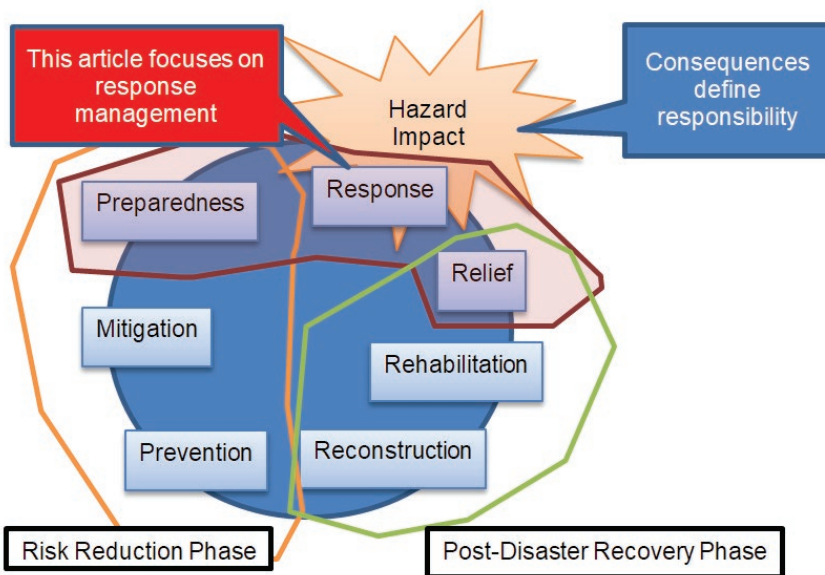 This article focuses on
response
management
Hazard
Impact
Consequences
define
responsibility
Preparedness
Response
Relief
Mitigation
Rehabilitation
Prevention
Reconstruction
Risk Reduction Phase
Post-Disaster Recovery Phase